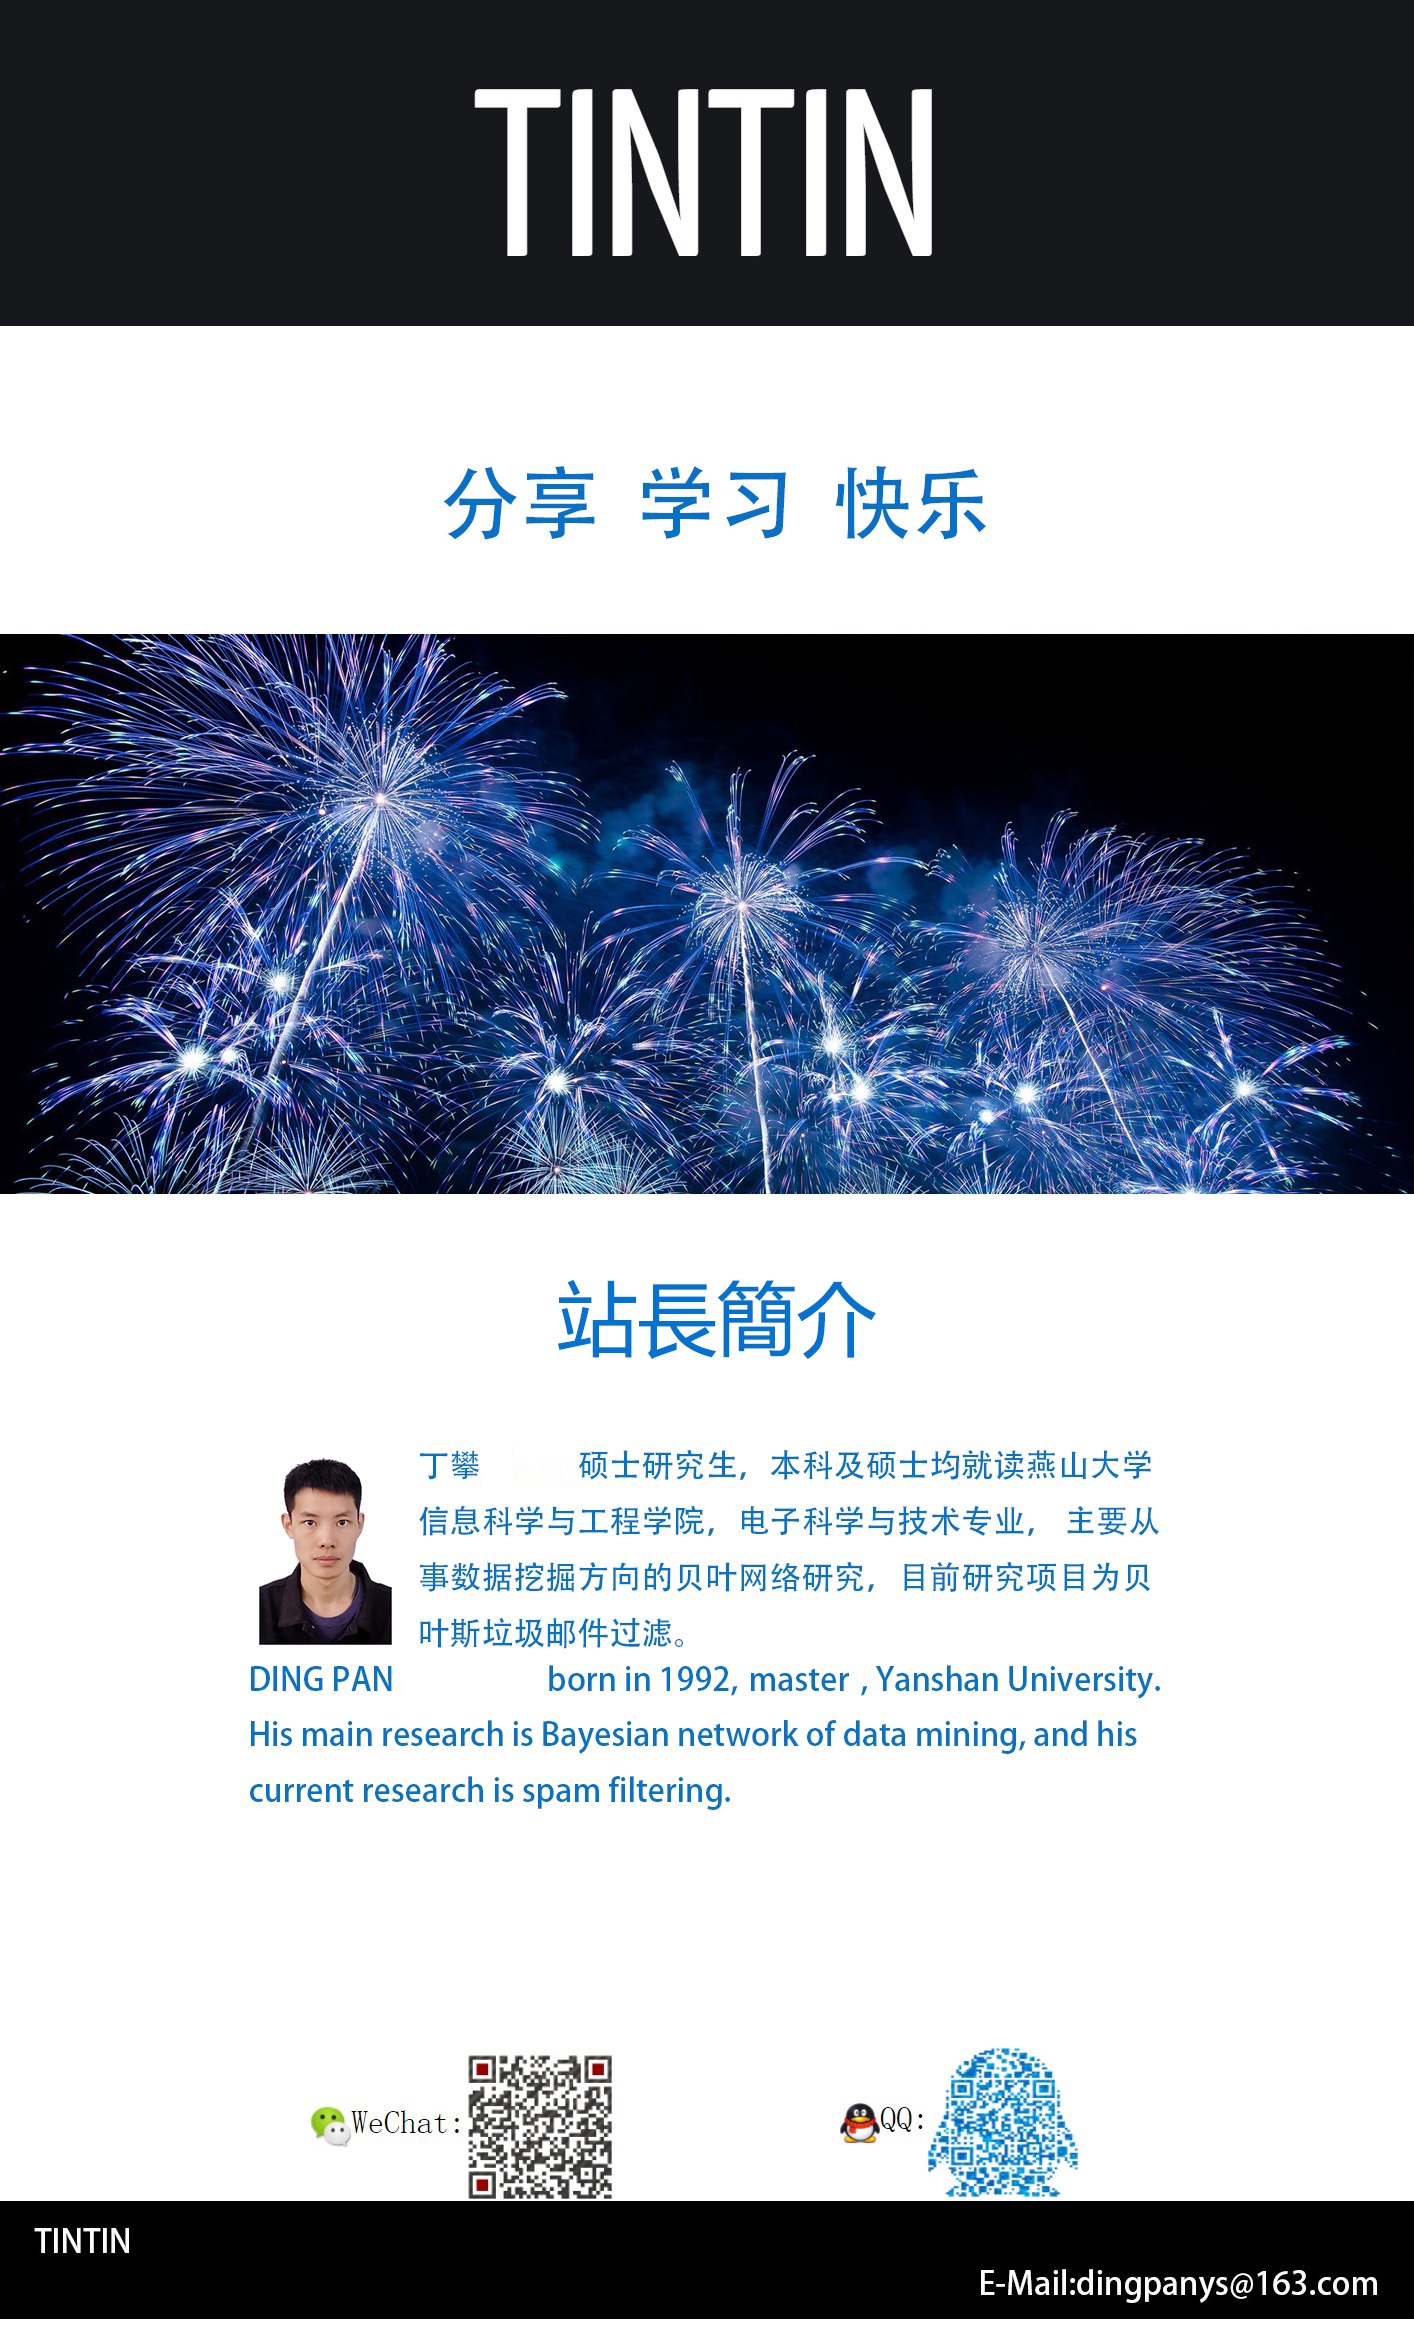 TINTIN
分享 学习 快乐
站長簡介
丁攀 硕士研究生，本科及硕士均就读燕山大学
信息科学与工程学院，电子科学与技术专业， 主要从
事数据挖掘方向的贝叶网络研究，目前研究项目为贝
叶斯垃圾邮件过滤。
DING PAN born in 1992, master , Yanshan University.
His main research is Bayesian network of data mining, and his
current research is spam filtering.
WeChat: QQ:
TINTIN
E-Mail:dingpanys@163.com